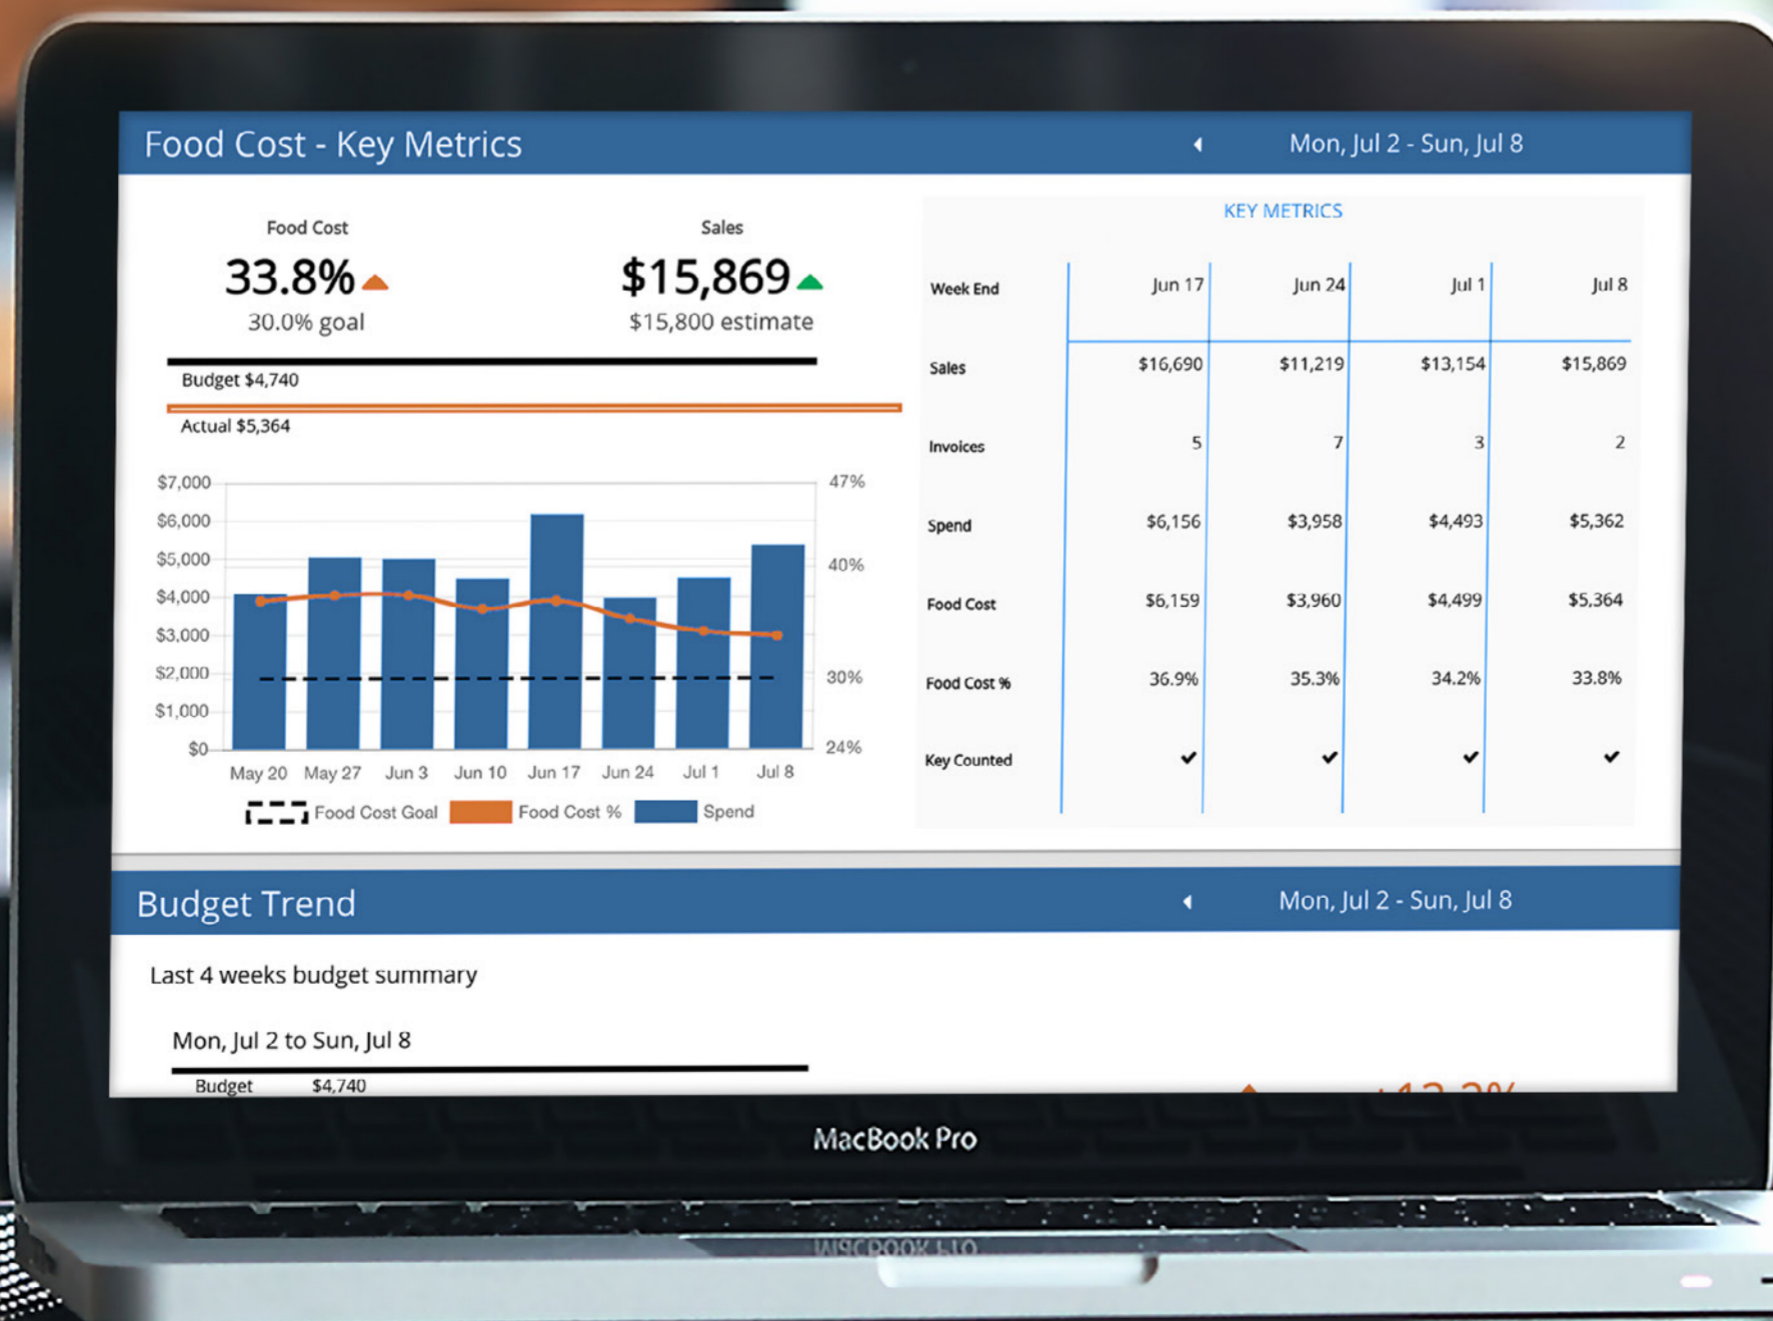 Food Cost - Key Metrics
Mon, Jul 2 - Sun, Jul 8
Food Cost
33.8%
30.0% goal
Sales
$15,869
$15,800 estimate
Budget $4,740
Actual $5,364
$7,000
$6,000
$5,000
$4,000
$3,000
$2,000
$1,000
$0
47%
40%
30%
24%
May 20 May 27 Jun 3 Jun 10 Jun 17 Jun 24 Jul 1 Jul 8
Food Cost Goal Food Cost % Spend
KEY METRICS
Week End Jun 17 Jun 24 Jul 1 Jul 8
Sales $16,690 $11,219 $13,154 $15,869
Invoices 5 7 3 2
Spend $6,156 $3,958 $4,493 $5,362
Food Cost $6,159 $3,960 $4,499 $5,364
Food Cost % 36.9% 35.3% 34.2% 33.8%
Key Counted ✔ ✔ ✔ ✔
Budget Trend
Mon, Jul 2 - Sun, Jul 8
Last 4 weeks budget summary
Mon, Jul 2 to Sun, Jul 8
Budget $4,740
MacBook Pro